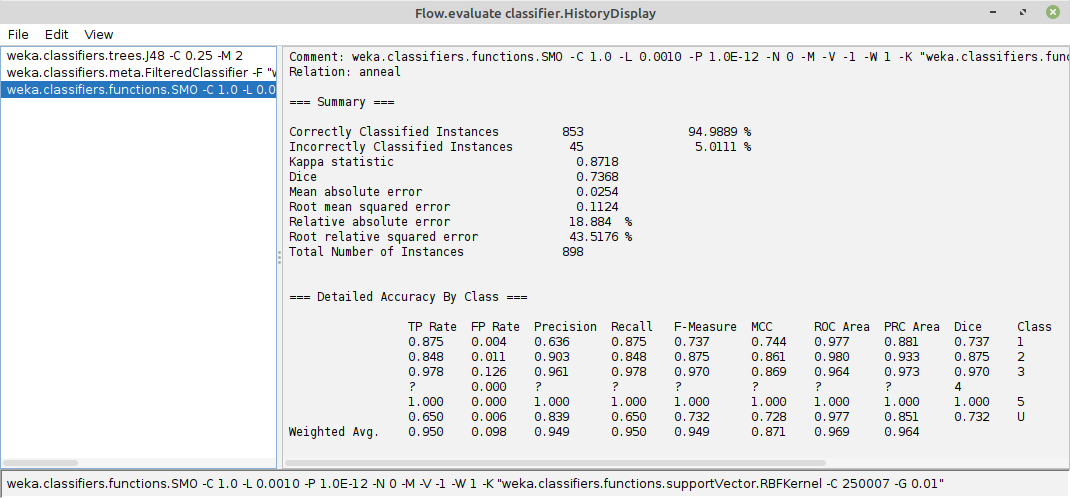 Flow.evaluate classifier.HistoryDisplay
File Edit View
weka.classifiers.trees.J48 -C 0.25 -M 2
weka.classifiers.meta.FilteredClassifier -F "w
weka.classifiers.functions.SMO -C 1.0 -L 0.0
Comment: weka.classifiers.functions.SMO -C 1.0 -L 0.0010 -P 1.0E-12 -N 0 -M -V -1 -W 1 -K "weka.classifiers.fun
Relation: anneal
=== Summary ===
Correctly Classified Instances 853 94.9889 %
Incorrectly Classified Instances 45 5.0111 %
Kappa statistic 0.8718
Dice 0.7368
Mean absolute error 0.0254
Root mean squared error 0.1124
Relative absolute error 18.884 %
Root relative squared error 43.5176 %
Total Number of Instances 898
=== Detailed Accuracy By Class ===
TP Rate FP Rate Precision Recall F-Measure MCC ROC Area PRC Area Dice Class
0.875 0.004 0.636 0.875 0.737 0.744 0.977 0.881 0.737 1
0.848 0.011 0.903 0.848 0.875 0.861 0.980 0.933 0.875 2
0.978 0.126 0.961 0.978 0.970 0.869 0.964 0.973 0.970 3
? 0.000 ? ? ? ? ? ? 4
1.000 0.000 1.000 1.000 1.000 1.000 1.000 1.000 1.000 5
0.650 0.006 0.839 0.650 0.732 0.728 0.977 0.851 0.732 U
Weighted Avg. 0.950 0.098 0.949 0.950 0.949 0.871 0.969 0.964
weka.classifiers.functions.SMO -C 1.0 -L 0.0010 -P 1.0E-12 -N 0 -M -V -1 -W 1 -K "weka.classifiers.functions.supportVector.RBFKernel -C 250007 -G 0.01"